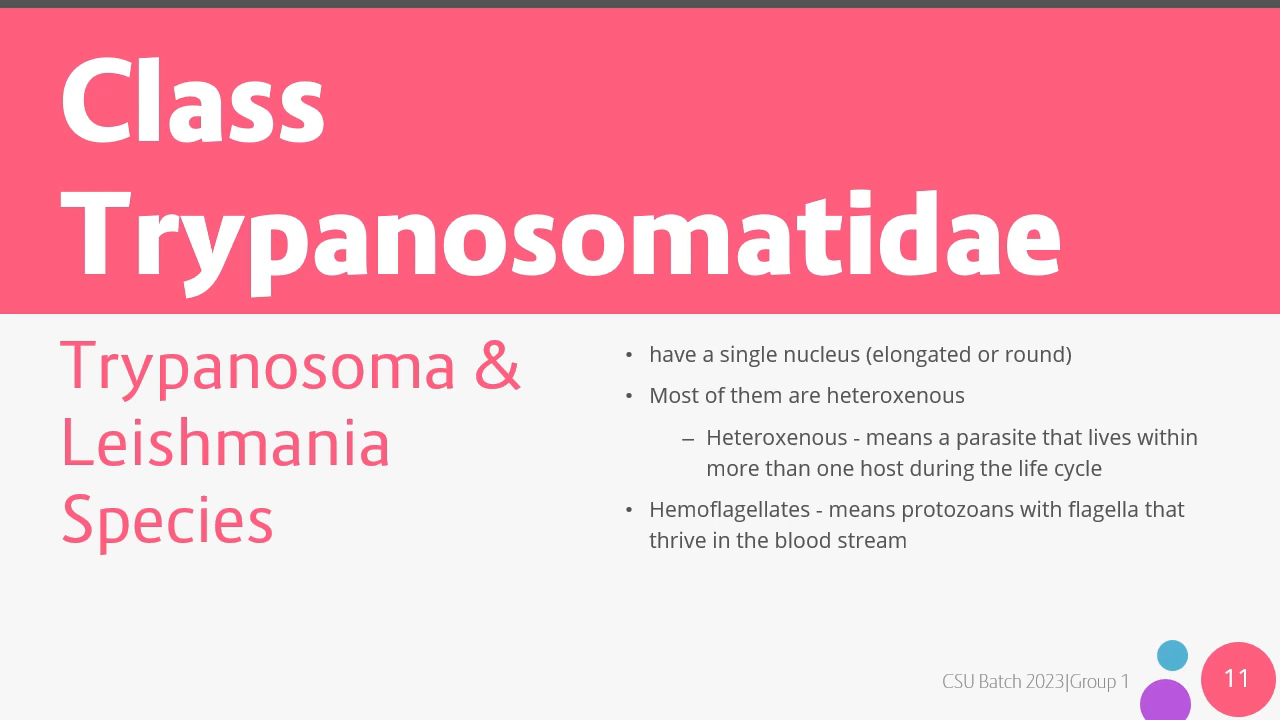 Class
Trypanosomatidae
Trypanosoma &
Leishmania
Species
• have a single nucleus (elongated or round)
• Most of them are heteroxenous
– Heteroxenous - means a parasite that lives within
more than one host during the life cycle
• Hemoflagellates - means protozoans with flagella that
thrive in the blood stream
CSU Batch 2023|Group 1
11